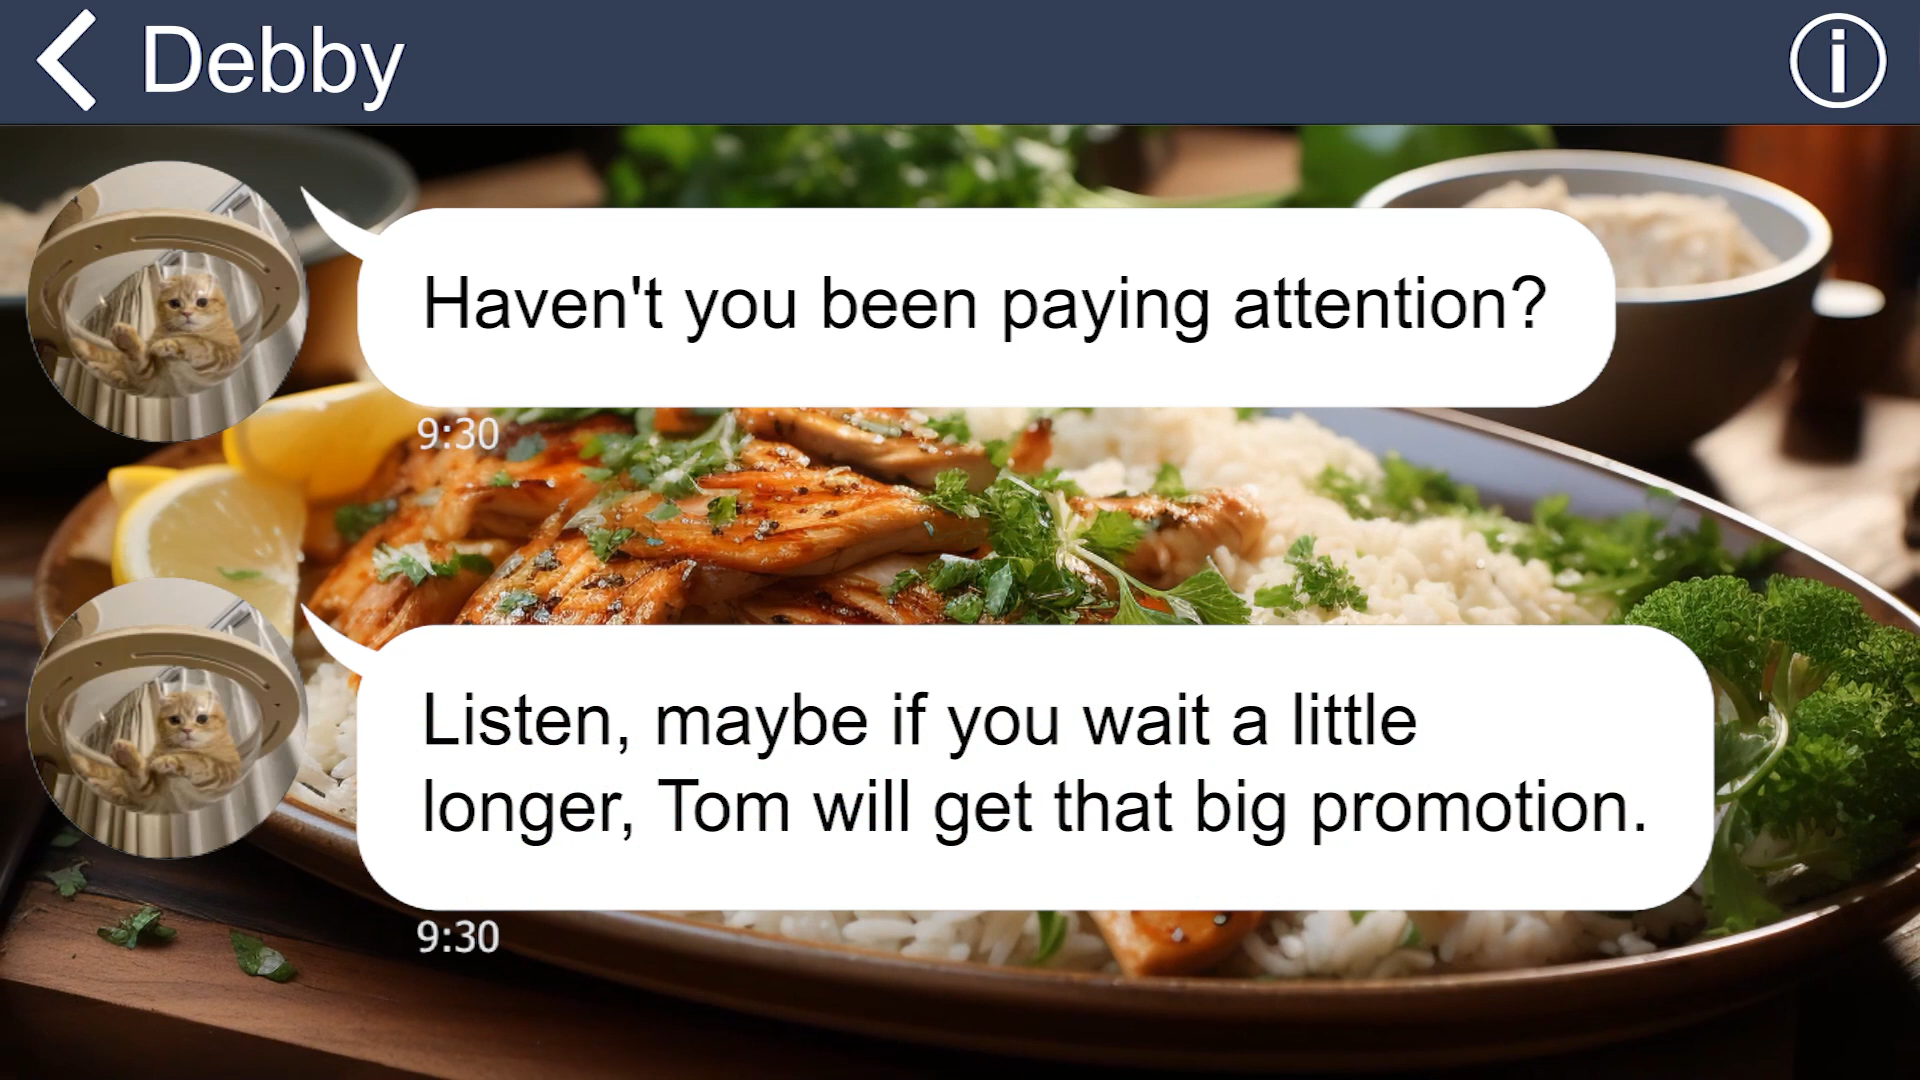 Debby
Haven't you been paying attention?
9:30
Listen, maybe if you wait a little
longer, Tom will get that big promotion.
9:30